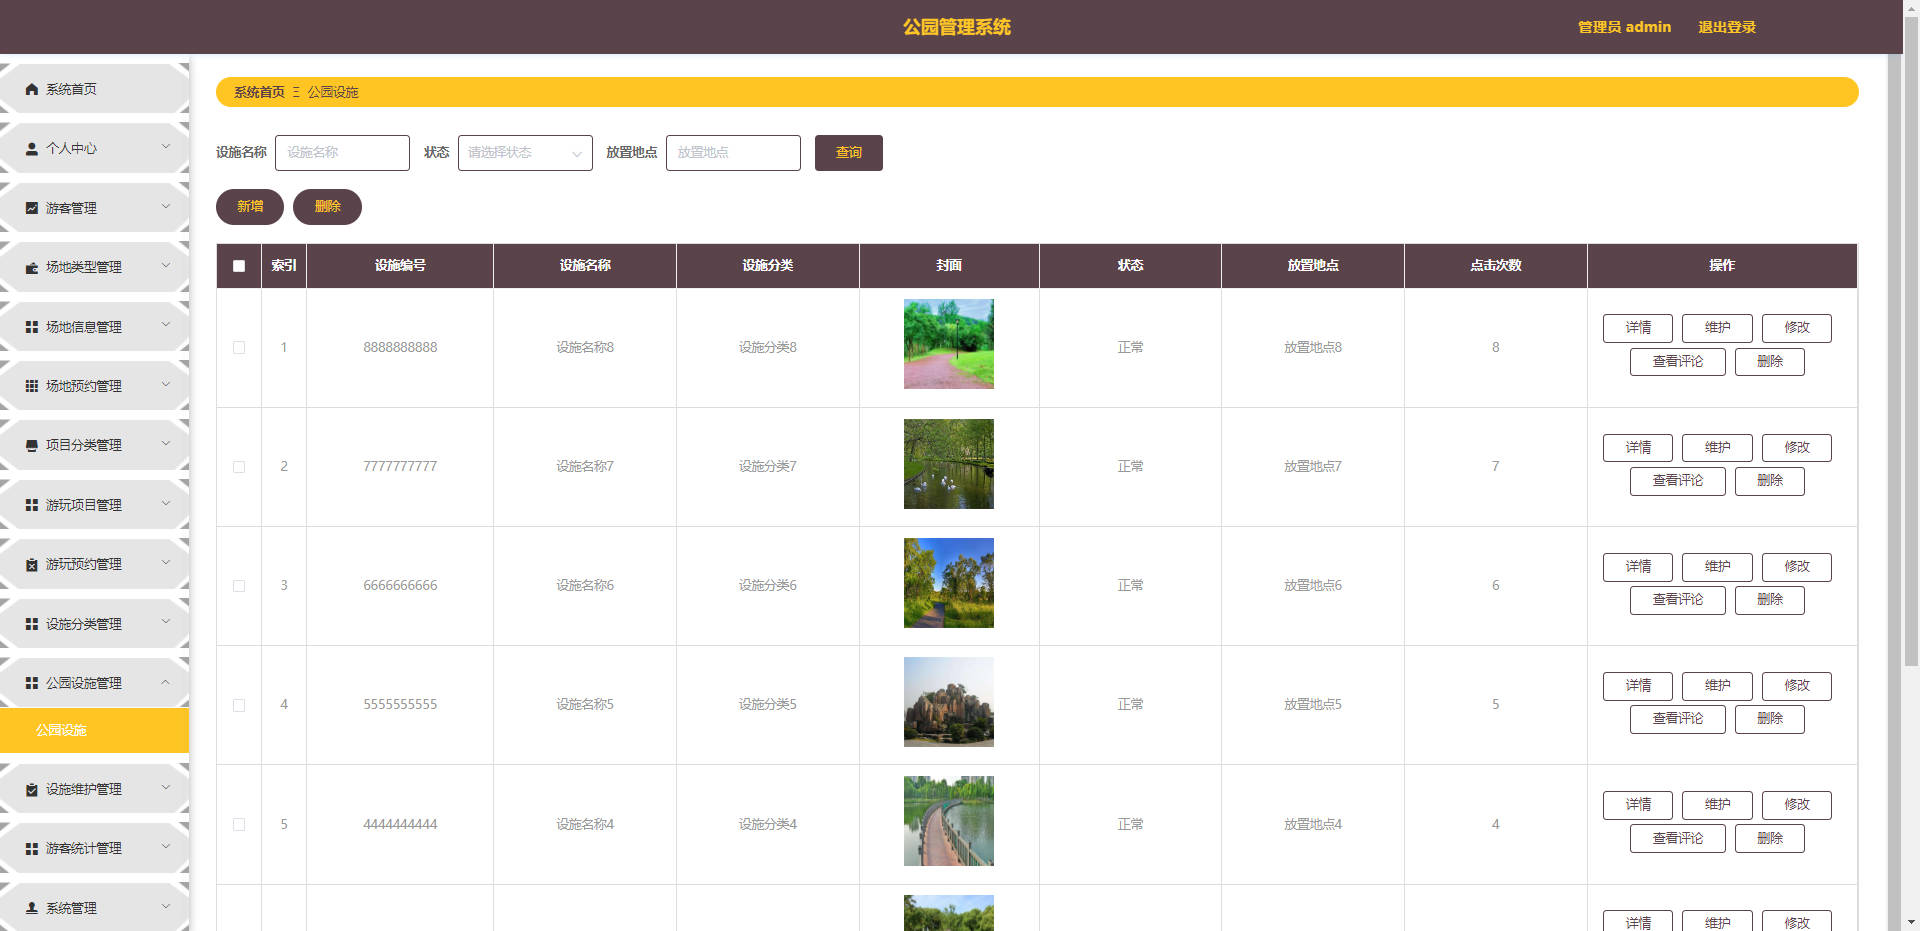 公园管理系统
管理员 admin 退出登录
系统首页
个人中心
游客管理
场地类型管理
场地信息管理
场地预约管理
项目分类管理
游玩项目管理
游玩预约管理
设施分类管理
公园设施管理
公园设施
设施维护管理
游客统计管理
系统管理
系统首页 Ξ 公园设施
设施名称 设施名称 状态 请选择状态 放置地点 放置地点 查询
新增 删除
索引 设施编号 设施名称 设施分类 封面 状态 放置地点 点击次数 操作
1 8888888888 设施名称8 设施分类8 正常 放置地点8 8
详情 维护 修改
查看评论 删除
2 7777777777 设施名称7 设施分类7 正常 放置地点7 7
详情 维护 修改
查看评论 删除
3 6666666666 设施名称6 设施分类6 正常 放置地点6 6
详情 维护 修改
查看评论 删除
4 5555555555 设施名称5 设施分类5 正常 放置地点5 5
详情 维护 修改
查看评论 删除
5 4444444444 设施名称4 设施分类4 正常 放置地点4 4
详情 维护 修改
查看评论 删除
详情 维护 修改